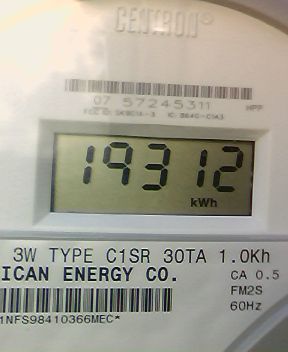 CENTRON®
07 57245311
HPP
19312
kWh
3W TYPE C1SR 30TA 1.0Kh
ICAN ENERGY CO.
CA 0.5
FM2S
60Hz
1NFS98410366MEC*